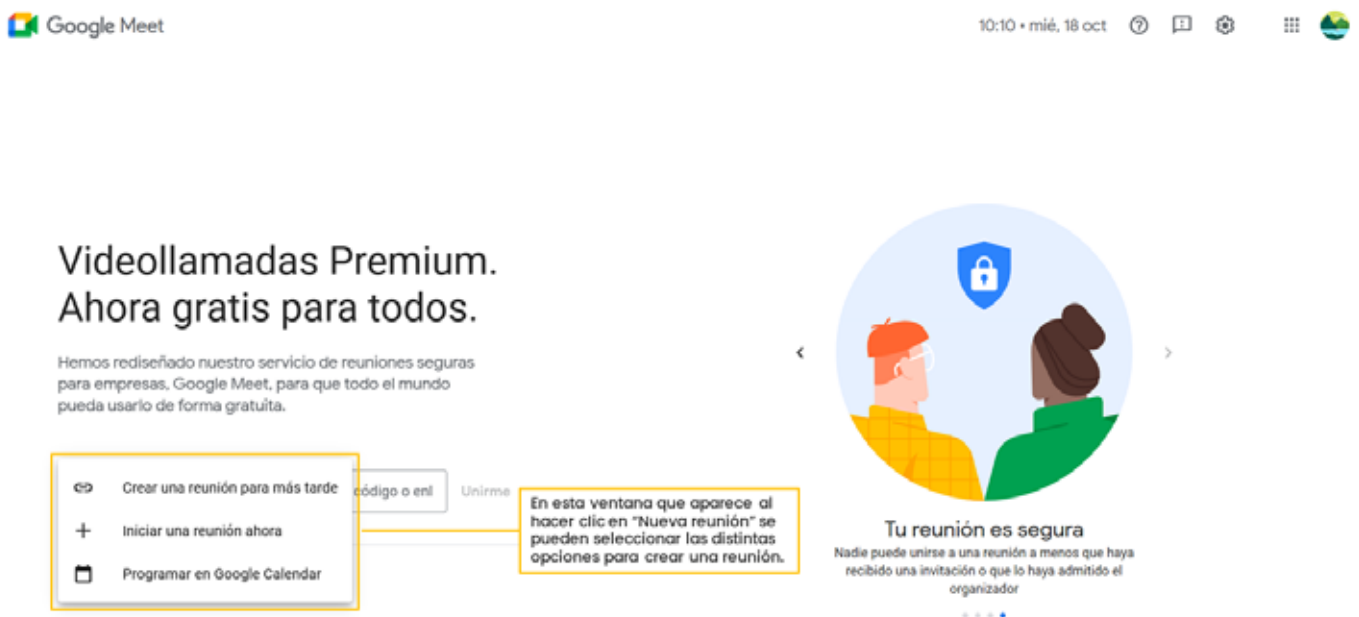 Google Meet
10:10 • mié, 18 oct
Videollamadas Premium.
Ahora gratis para todos.
Hemos rediseñado nuestro servicio de reuniones seguras
para empresas, Google Meet, para que todo el mundo
pueda usarlo de forma gratuita.
Crear una reunión para más tarde
Iniciar una reunión ahora
Programar en Google Calendar
código o enl
Unirme
En esta ventana que aparece al
hacer clic en "Nueva reunión" se
pueden seleccionar las distintas
opciones para crear una reunión.
Tu reunión es segura
Nadie puede unirse a una reunión a menos que haya
recibido una invitación o que lo haya admitido el
organizador